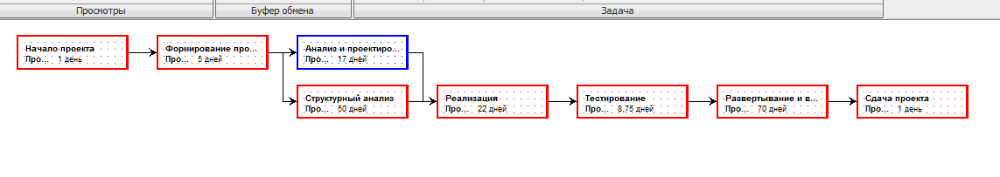 Просмотры
Буфер обмена
Задача
Начало проекта
Про... 1 день
Формирование про...
Про... 5 дней
Анализ и проектиро...
Про... 17 дней
Структурный анализ
Про... 50 дней
Реализация
Про... 22 дней
Тестирование
Про... 8,75 дней
Развертывание и в...
Про... 70 дней
Сдача проекта
Про... 1 день